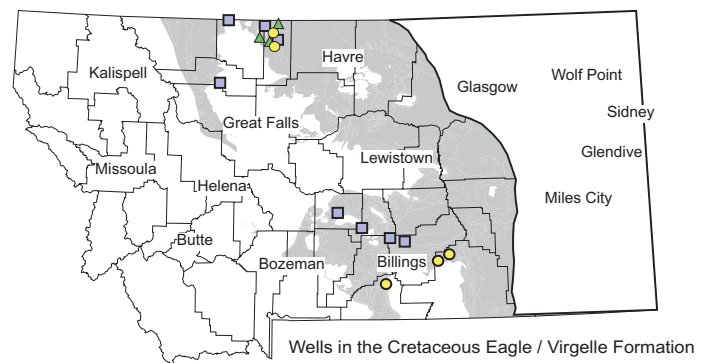 Havre
Kalispell
Wolf Point
Glasgow
Sidney
Great Falls
Glendive
Lewistown
Missoula
Helena
Miles City
Butte
Bozeman
Billings
Wells in the Cretaceous Eagle / Virgelle Formation